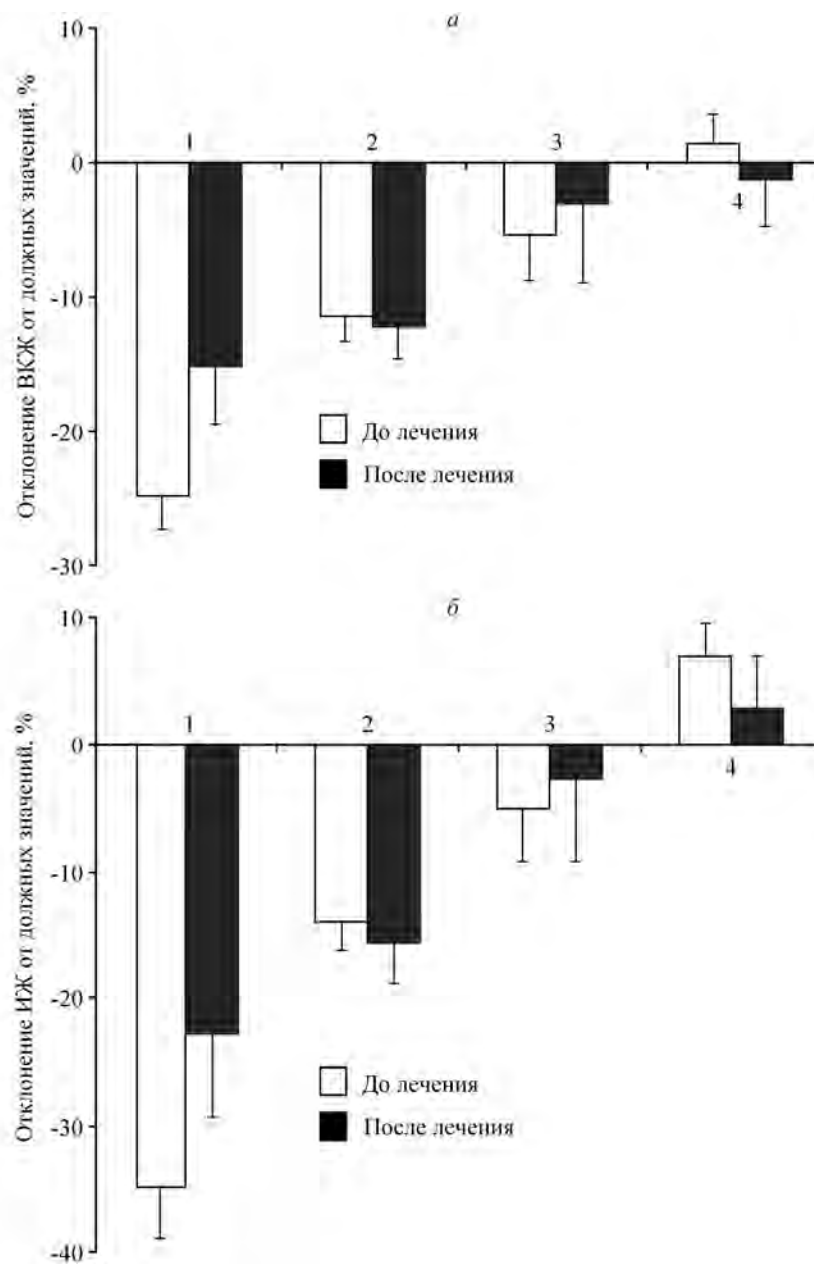 а
10
0
-10
-20
-30
Отклонение ВКЖ от должных значений, %
1
2
3
4
До лечения
После лечения
б
10
0
-10
-20
-30
-40
Отклонение ИЖ от должных значений, %
1
2
3
4
До лечения
После лечения